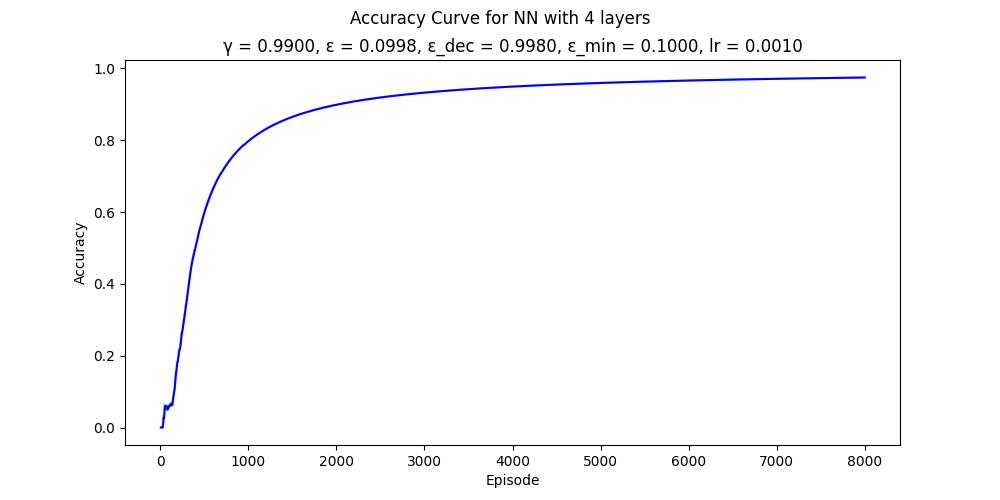 Accuracy Curve for NN with 4 layers
γ = 0.9900, ε = 0.0998, ε_dec = 0.9980, ε_min = 0.1000, lr = 0.0010
1.0
0.8
0.6
0.4
0.2
0.0
Accuracy
0 1000 2000 3000 4000 5000 6000 7000 8000
Episode